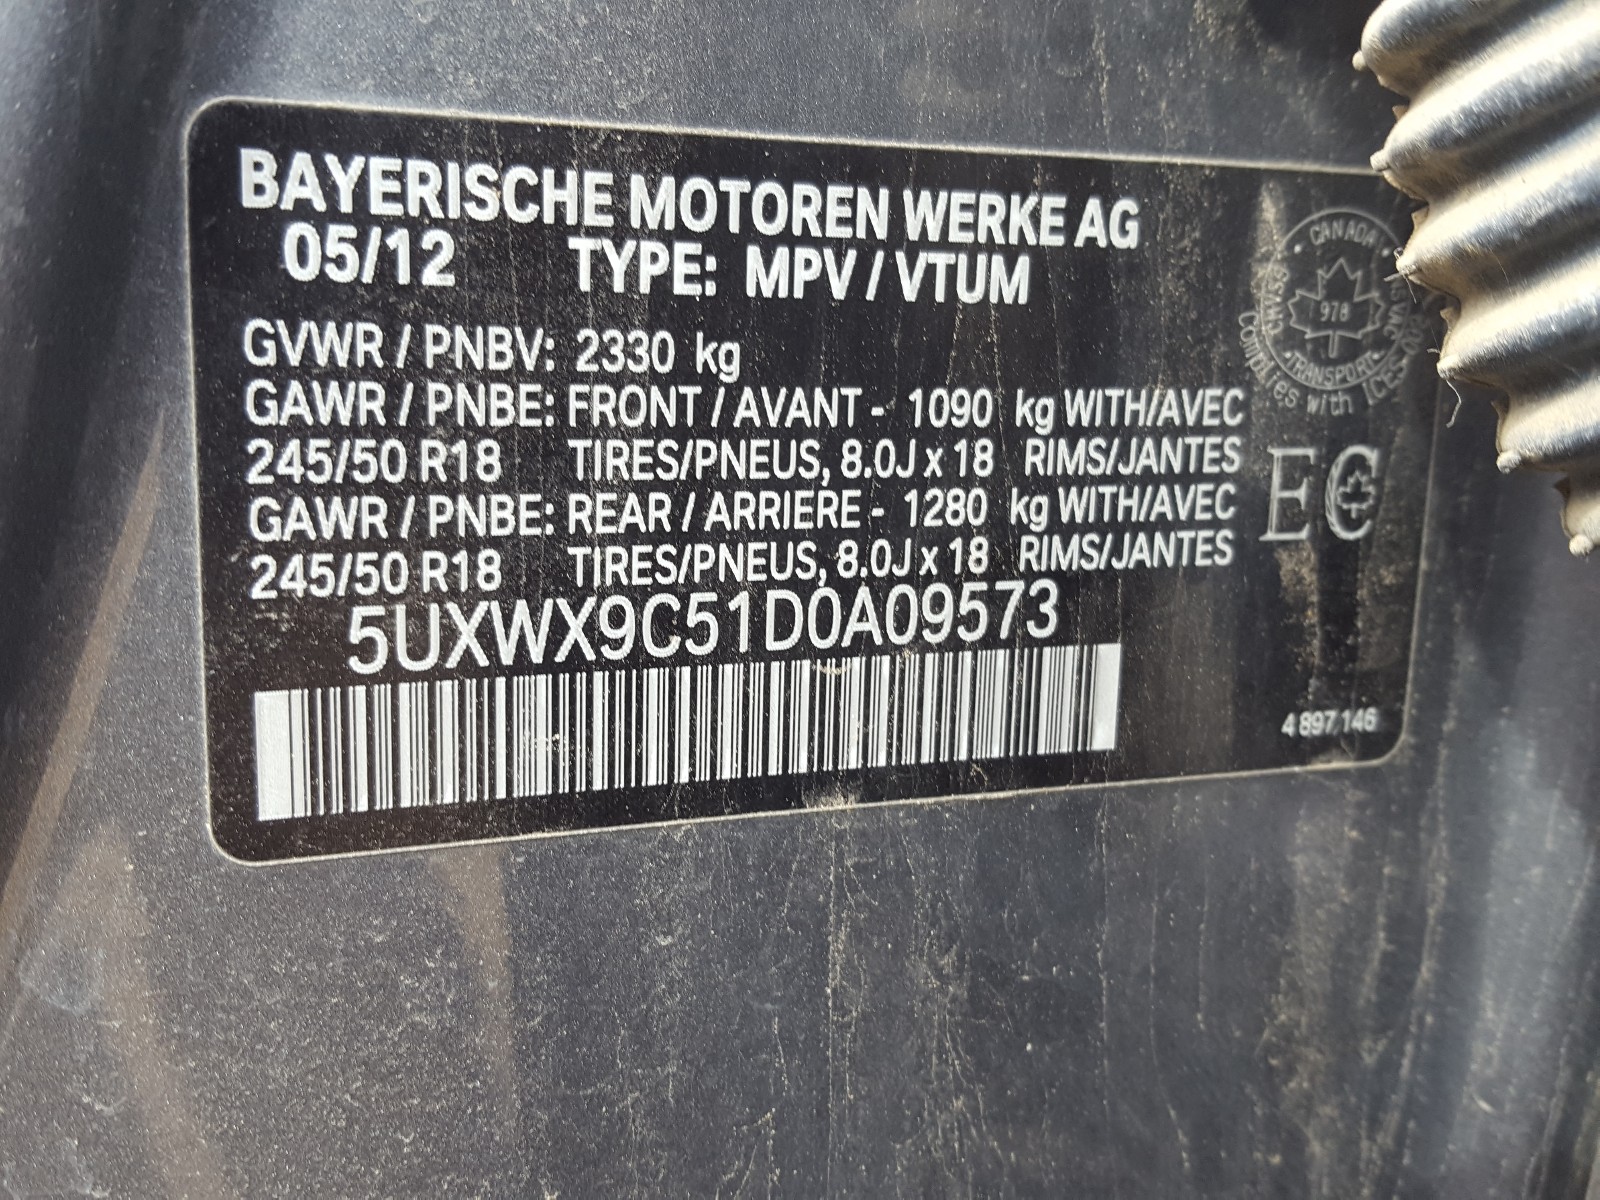 BAYERISCHE MOTOREN WERKE AG
05/12 TYPE: MPV / VTUM
GVWR / PNBV: 2330 kg
GAWR / PNBE: FRONT / AVANT - 1090 kg WITH/AVEC
245/50 R18 TIRES/PNEUS, 8.0J x 18 RIMS/JANTES
GAWR / PNBE: REAR / ARRIERE - 1280 kg WITH/AVEC
245/50 R18 TIRES/PNEUS, 8.0J x 18 RIMS/JANTES
5UXWX9C51D0A09573
CANADA
TRANSPORT
with ICES
EC
4 897 146